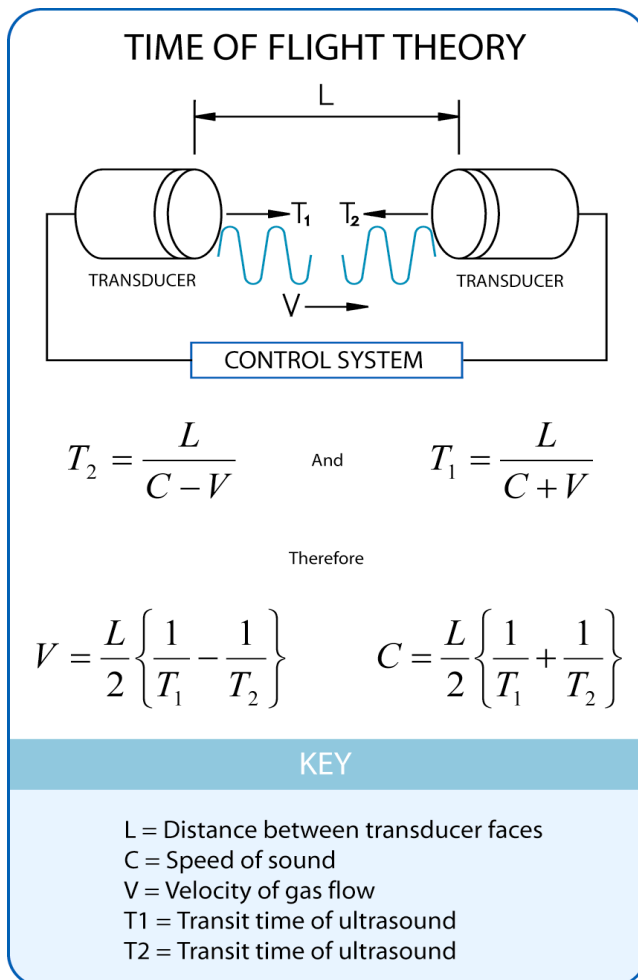 TIME OF FLIGHT THEORY
L
T₁ T₂
TRANSDUCER TRANSDUCER
V
CONTROL SYSTEM
T₂ = L / (C − V) And T₁ = L / (C + V)
Therefore
V = L/2 {1/T₁ − 1/T₂} C = L/2 {1/T₁ + 1/T₂}
KEY
L = Distance between transducer faces
C = Speed of sound
V = Velocity of gas flow
T1 = Transit time of ultrasound
T2 = Transit time of ultrasound